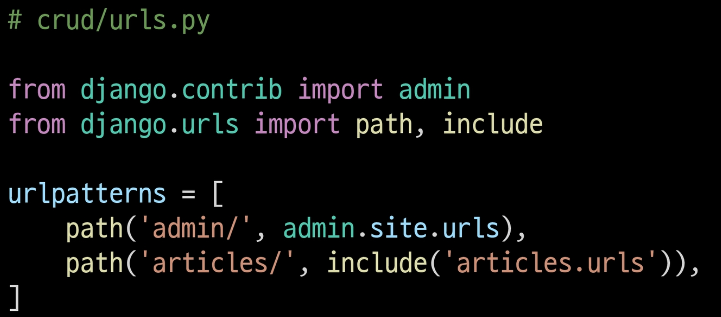 # crud/urls.py
from django.contrib import admin
from django.urls import path, include
urlpatterns = [
    path('admin/', admin.site.urls),
    path('articles/', include('articles.urls')),
]